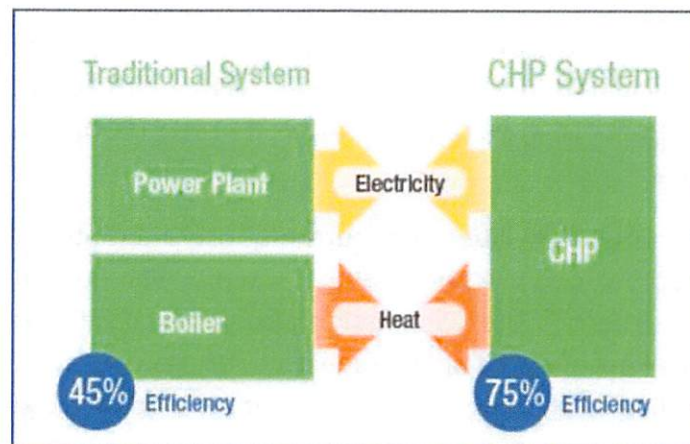 Traditional System
CHP System
Power Plant
Electricity
CHP
Boiler
Heat
45% Efficiency
75% Efficiency